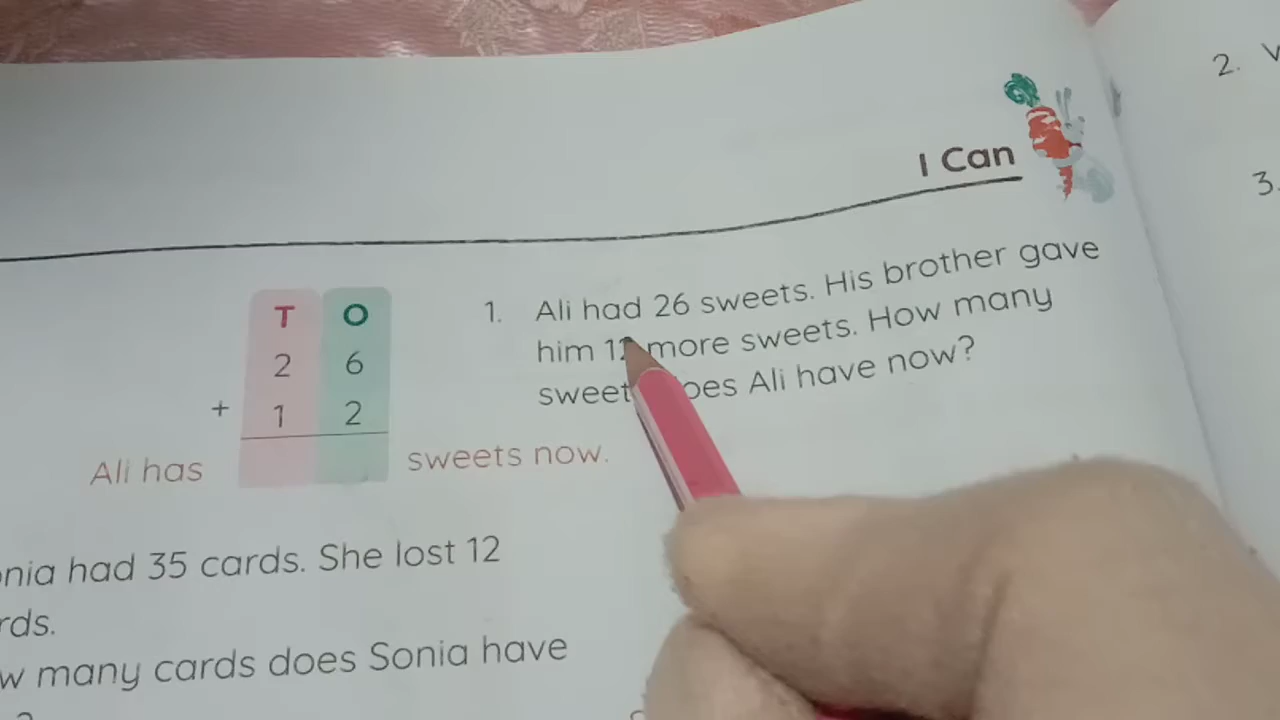 I Can
T O
2 6
+ 1 2
Ali has sweets now.
1. Ali had 26 sweets. His brother gave
him 12 more sweets. How many
does Ali have now?
had 35 cards. She lost 12
many cards does Sonia have
2.
3.